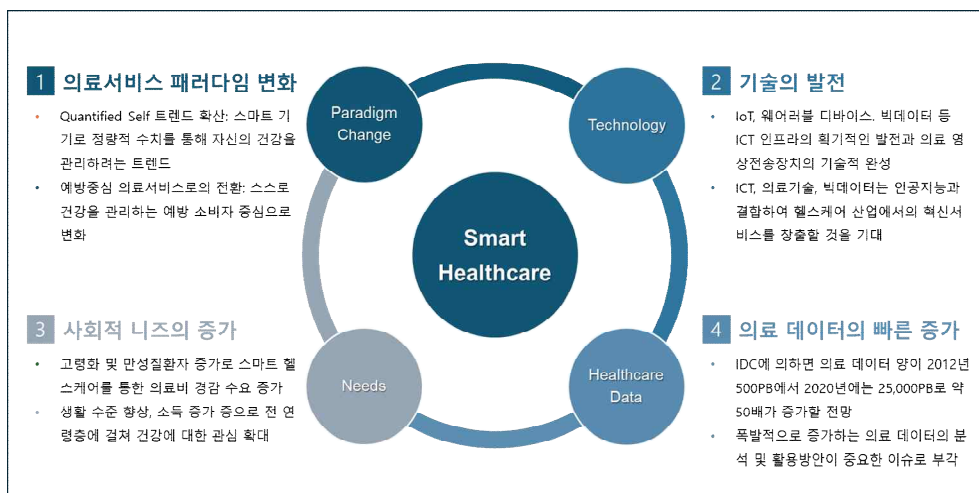 1 의료서비스 패러다임 변화
• Quantified Self 트렌드 확산: 스마트 기
기로 정량적 수치를 통해 자신의 건강을
관리하려는 트렌드
• 예방중심 의료서비스로의 전환: 스스로
건강을 관리하는 예방 소비자 중심으로
변화
Paradigm
Change
Technology
2 기술의 발전
• IoT, 웨어러블 디바이스, 빅데이터 등
ICT 인프라의 획기적인 발전과 의료 영
상전송장치의 기술적 완성
• ICT, 의료기술, 빅데이터는 인공지능과
결합하여 헬스케어 산업에서의 혁신서
비스를 창출할 것을 기대
Smart
Healthcare
3 사회적 니즈의 증가
• 고령화 및 만성질환자 증가로 스마트 헬
스케어를 통한 의료비 경감 수요 증가
• 생활 수준 향상, 소득 증가 증으로 전 연
령층에 걸쳐 건강에 대한 관심 확대
Needs
Healthcare
Data
4 의료 데이터의 빠른 증가
• IDC에 의하면 의료 데이터 양이 2012년
500PB에서 2020년에는 25,000PB로 약
50배가 증가할 전망
• 폭발적으로 증가하는 의료 데이터의 분
석 및 활용방안이 중요한 이슈로 부각